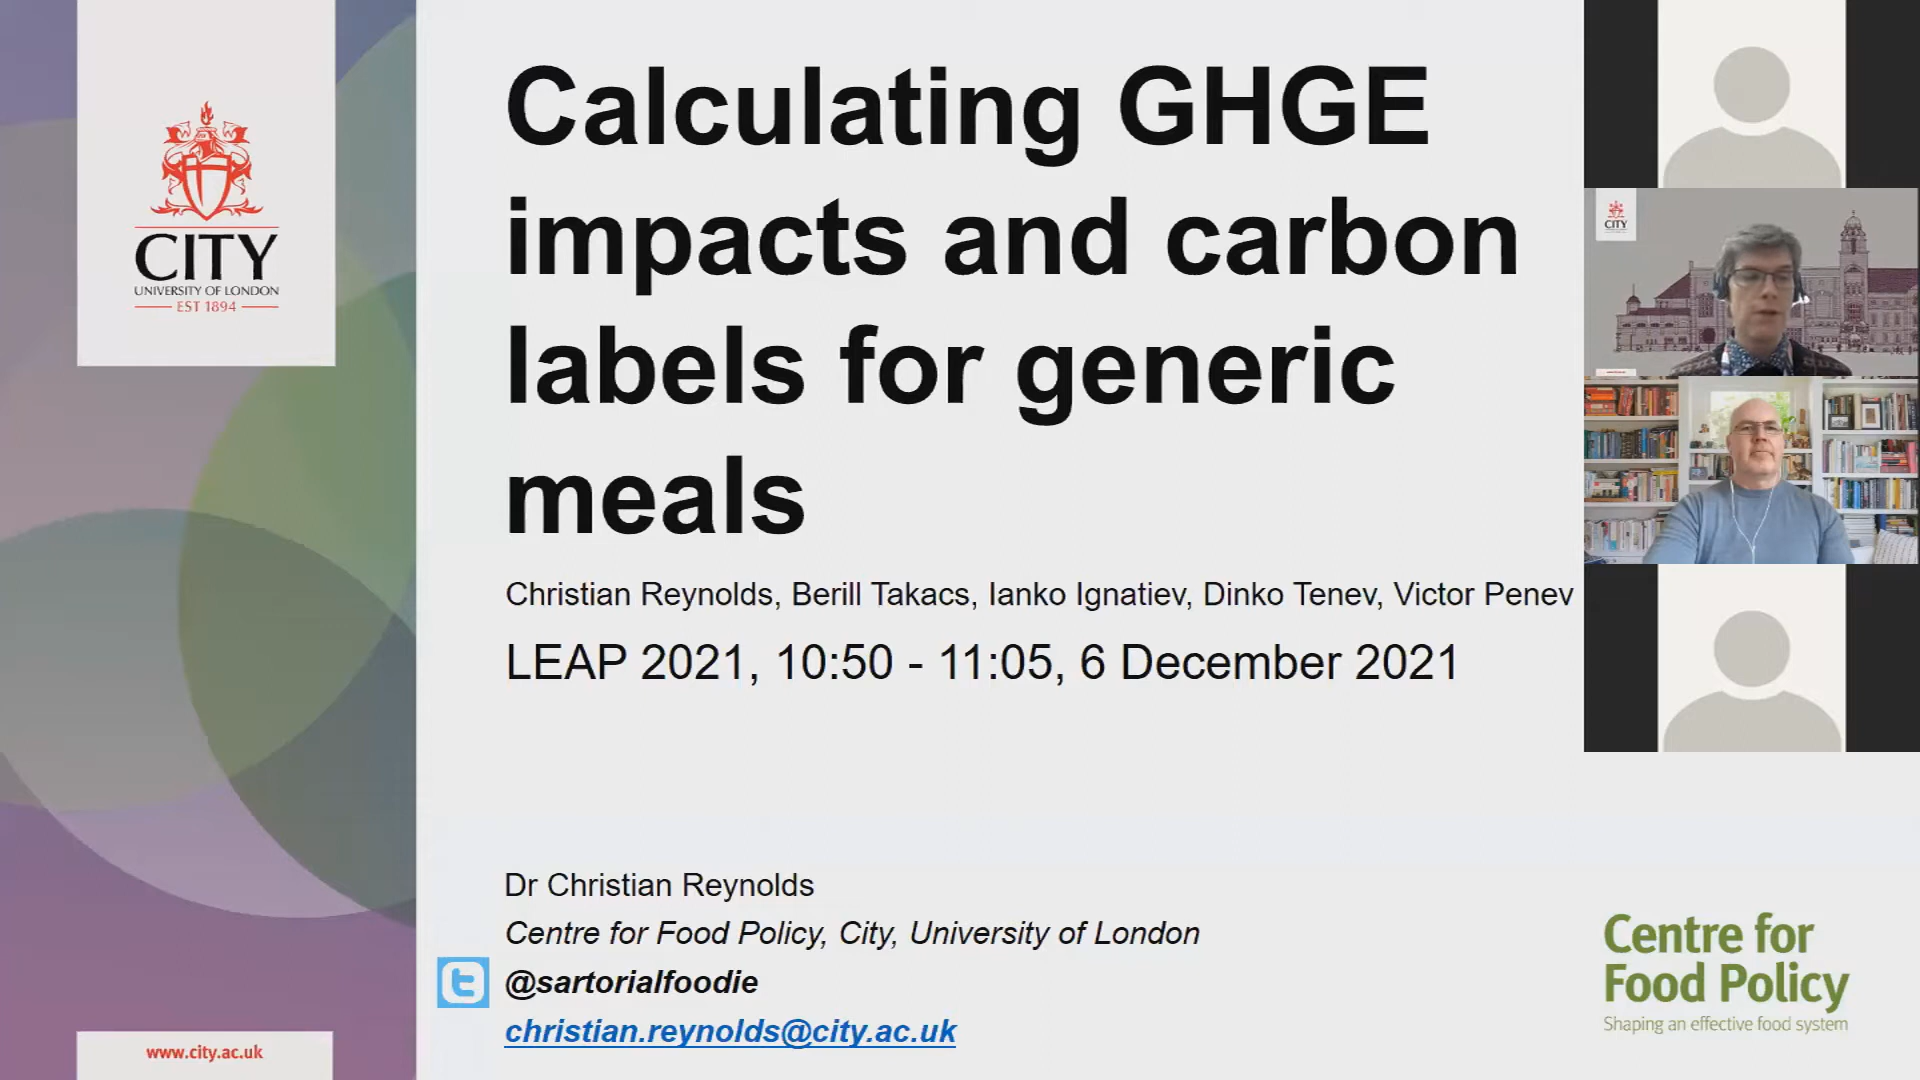 CITY
UNIVERSITY OF LONDON
EST 1894
Calculating GHGE
impacts and carbon
labels for generic
meals
Christian Reynolds, Berill Takacs, Ianko Ignatiev, Dinko Tenev, Victor Penev
LEAP 2021, 10:50 - 11:05, 6 December 2021
Dr Christian Reynolds
Centre for Food Policy, City, University of London
@sartorialfoodie
christian.reynolds@city.ac.uk
www.city.ac.uk
CITY
Centre for
Food Policy
Shaping an effective food system